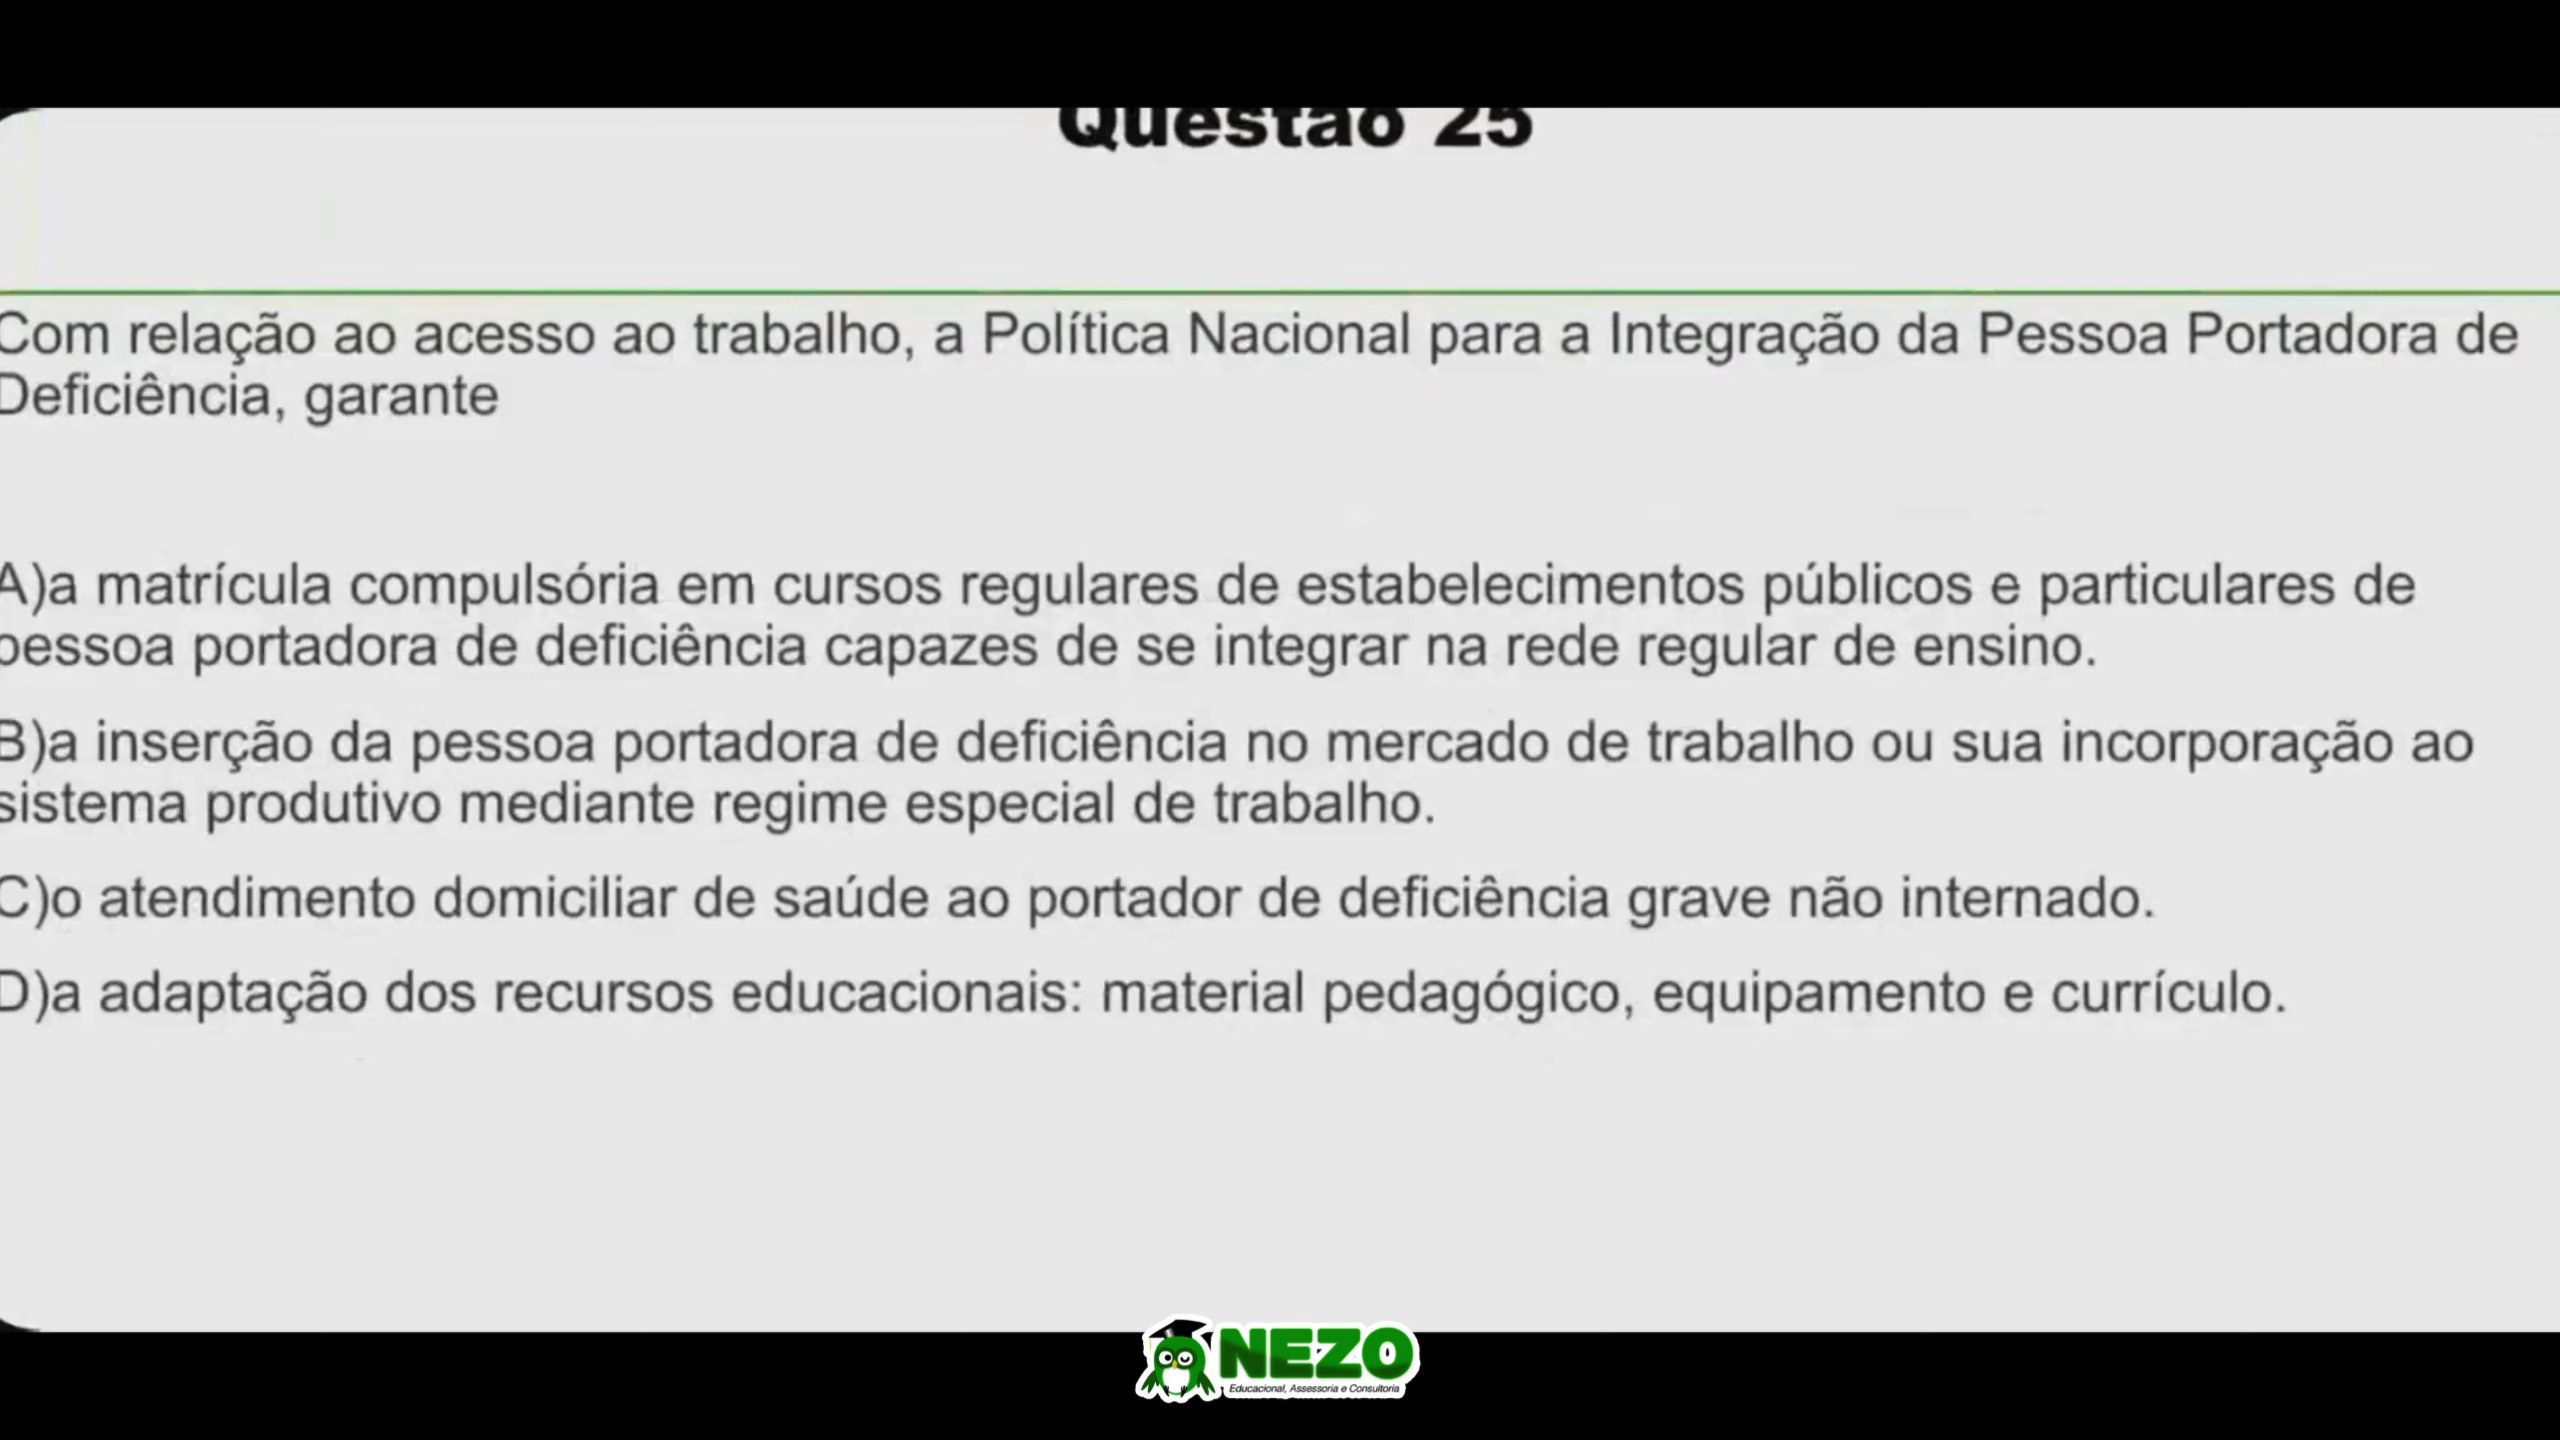 Questão 25
Com relação ao acesso ao trabalho, a Política Nacional para a Integração da Pessoa Portadora de
Deficiência, garante
A)a matrícula compulsória em cursos regulares de estabelecimentos públicos e particulares de
pessoa portadora de deficiência capazes de se integrar na rede regular de ensino.
B)a inserção da pessoa portadora de deficiência no mercado de trabalho ou sua incorporação ao
sistema produtivo mediante regime especial de trabalho.
C)o atendimento domiciliar de saúde ao portador de deficiência grave não internado.
D)a adaptação dos recursos educacionais: material pedagógico, equipamento e currículo.
NEZO
Educacional, Assessoria e Consultoria